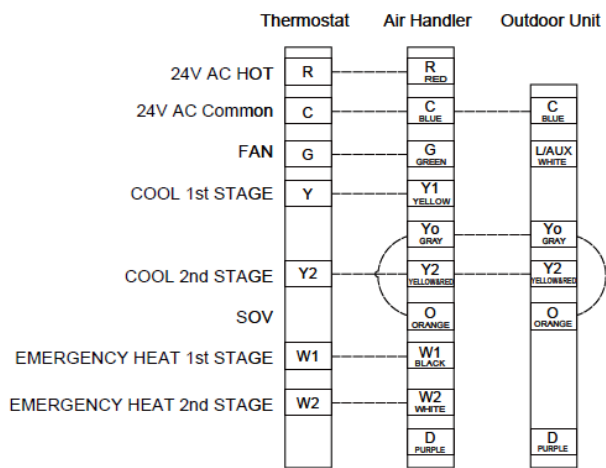 Thermostat Air Handler Outdoor Unit
24V AC HOT R R
RED
24V AC Common C C C
BLUE BLUE
FAN G G L/AUX
GREEN WHITE
COOL 1st STAGE Y Y1
YELLOW
Yo Yo
GRAY GRAY
COOL 2nd STAGE Y2 Y2 Y2
YELLOW&RED YELLOW&RED
SOV O O
ORANGE ORANGE
EMERGENCY HEAT 1st STAGE W1 W1
BLACK
EMERGENCY HEAT 2nd STAGE W2 W2
WHITE
D D
PURPLE PURPLE